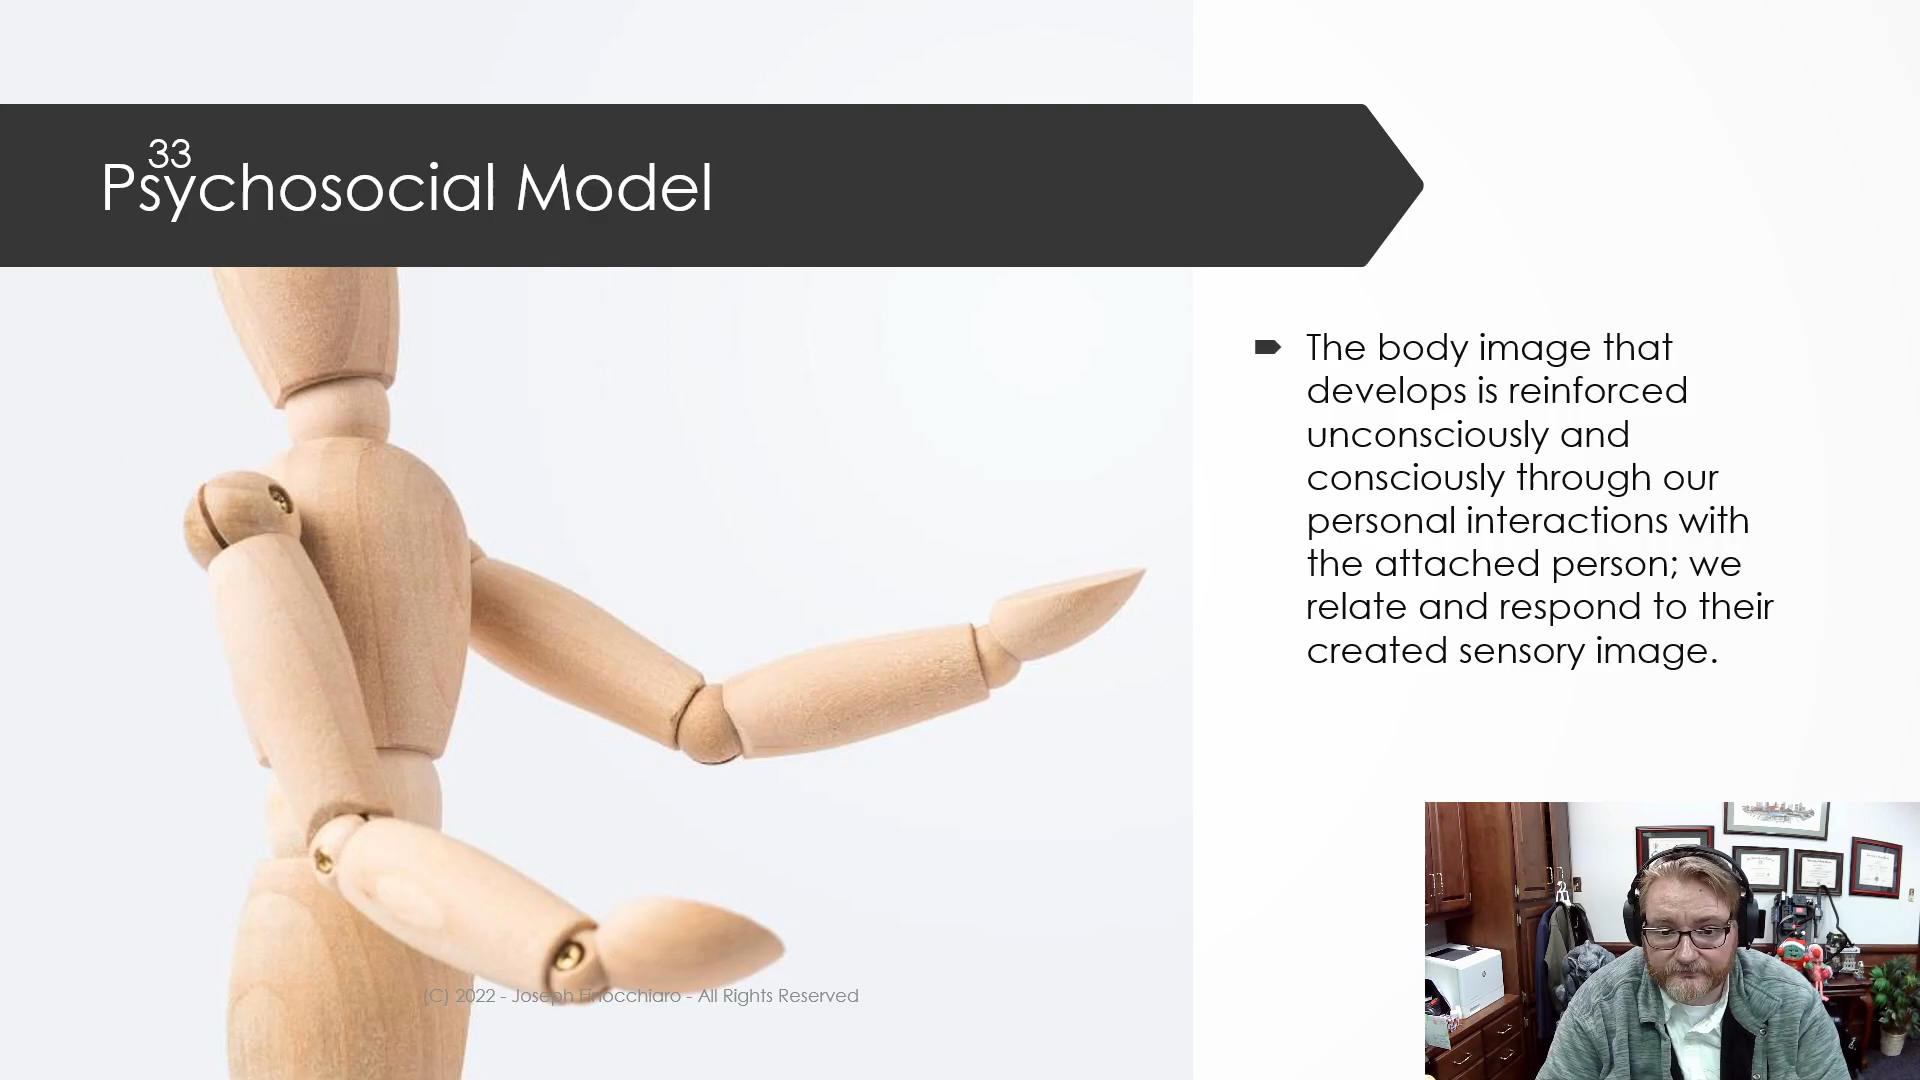 33
Psychosocial Model
The body image that
develops is reinforced
unconsciously and
consciously through our
personal interactions with
the attached person; we
relate and respond to their
created sensory image.
(C) 2022 - Joseph Finocchiaro - All Rights Reserved